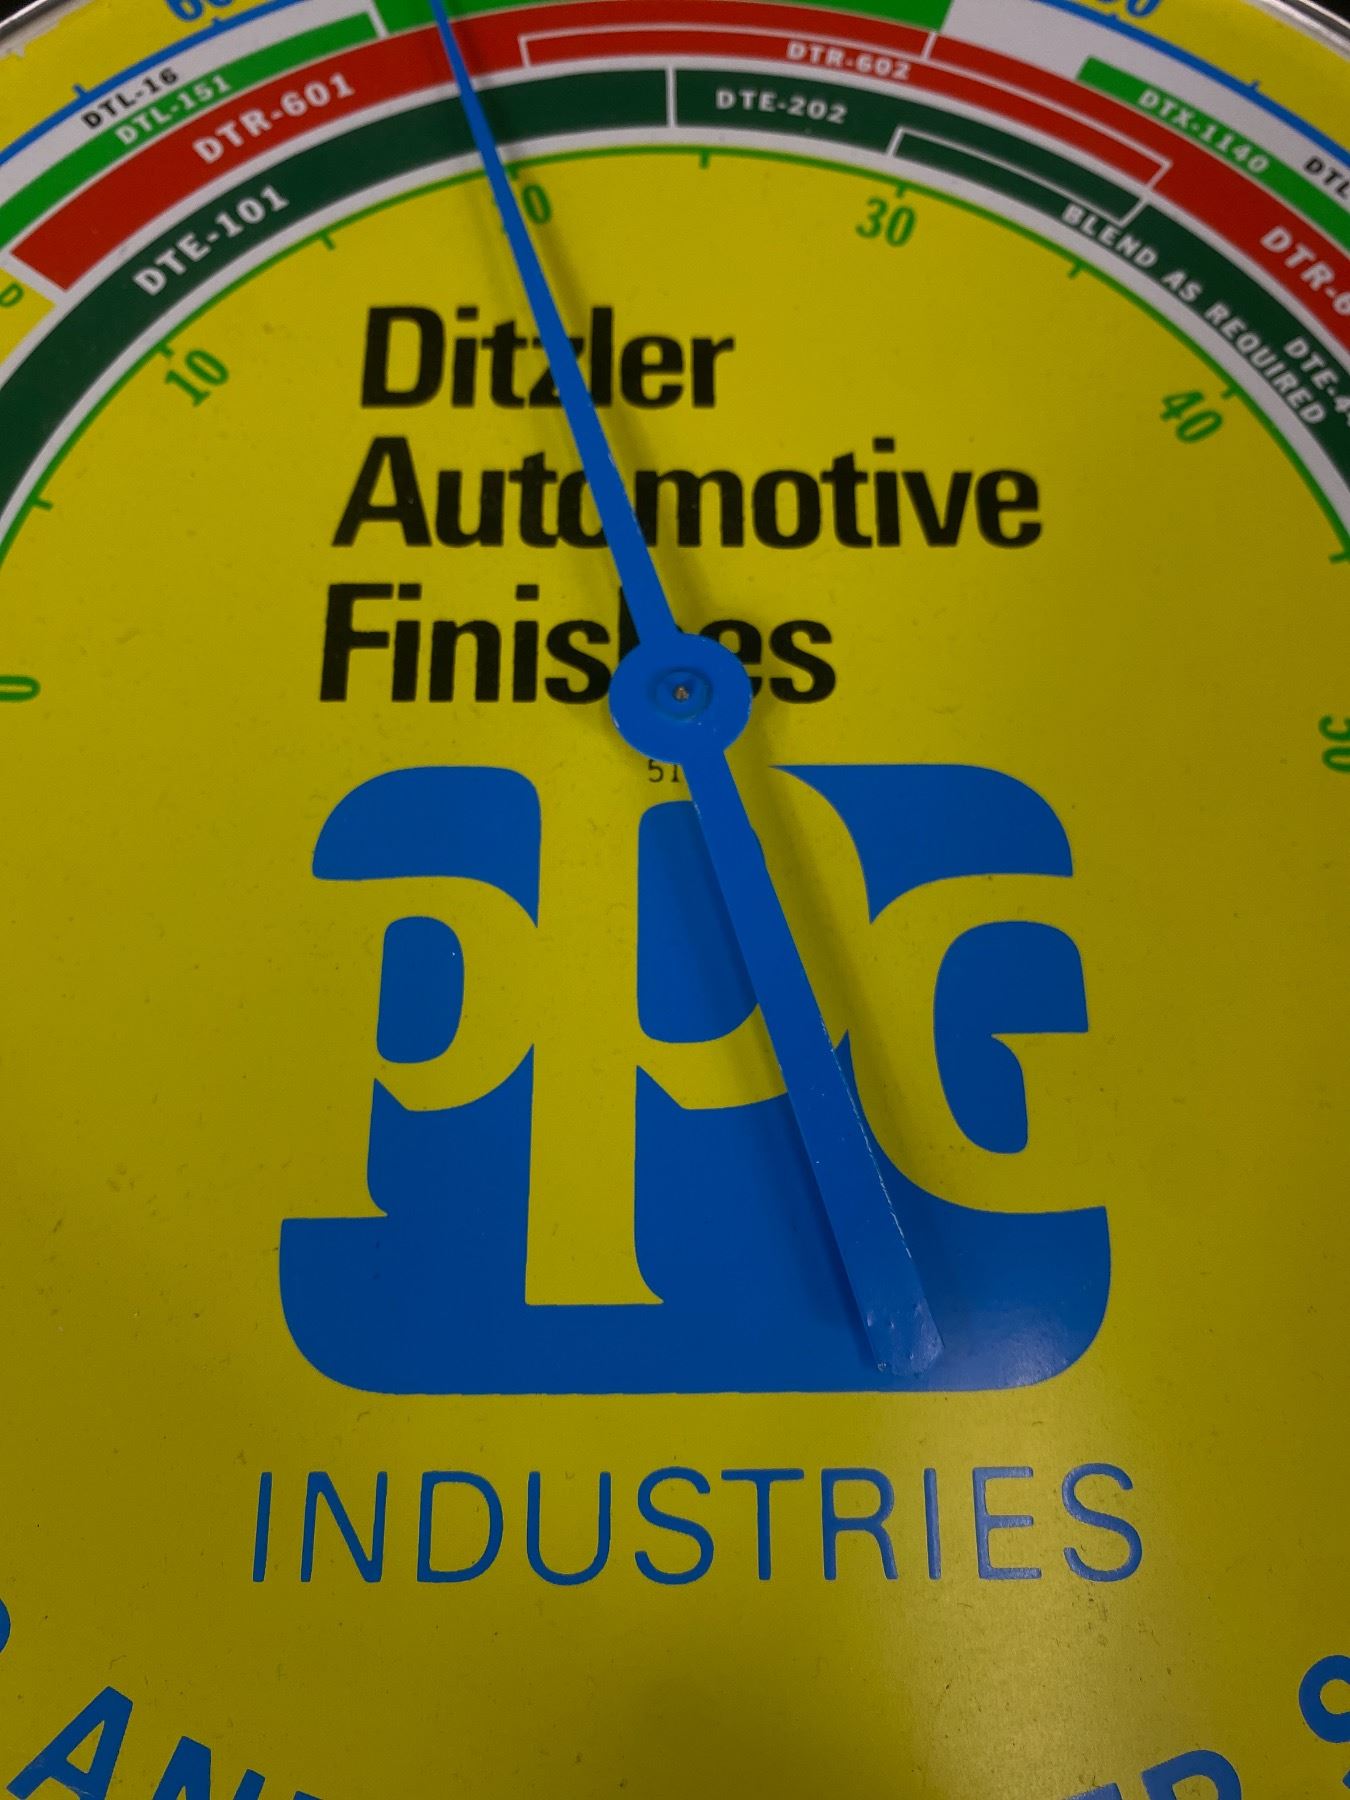 DTL-16
DTL-151
DTR-601
DTR-602
DTX-1140
DTE-101
DTE-202
BLEND AS REQUIRED
10
30
40
Ditzler
Automotive
Finishes
ppg
INDUSTRIES